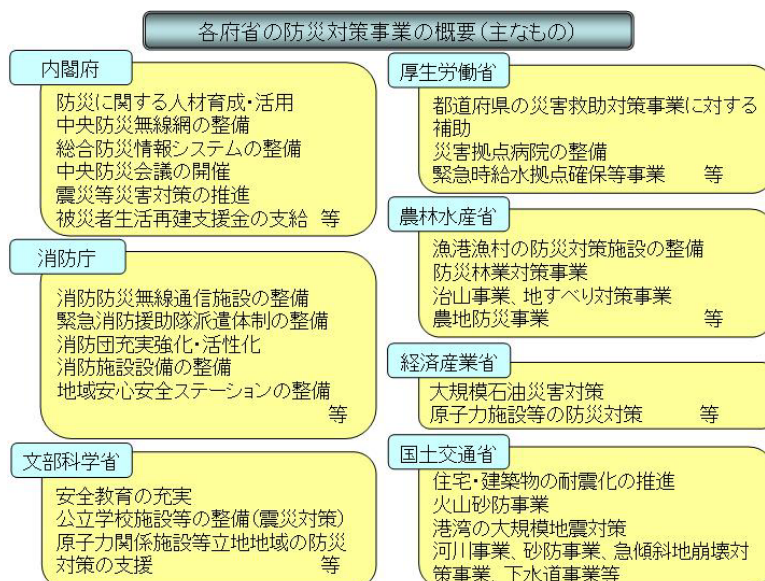 各府省の防災対策事業の概要(主なもの)
内閣府
防災に関する人材育成・活用
中央防災無線網の整備
総合防災情報システムの整備
中央防災会議の開催
震災等災害対策の推進
被災者生活再建支援金の支給 等
消防庁
消防防災無線通信施設の整備
緊急消防援助隊派遣体制の整備
消防団充実強化・活性化
消防施設設備の整備
地域安心安全ステーションの整備
等
文部科学省
安全教育の充実
公立学校施設等の整備(震災対策)
原子力関係施設等立地地域の防災
対策の支援 等
厚生労働省
都道府県の災害救助対策事業に対する
補助
災害拠点病院の整備
緊急時給水拠点確保等事業 等
農林水産省
漁港漁村の防災対策施設の整備
防災林業対策事業
治山事業、地すべり対策事業
農地防災事業 等
経済産業省
大規模石油災害対策
原子力施設等の防災対策 等
国土交通省
住宅・建築物の耐震化の推進
火山砂防事業
港湾の大規模地震対策
河川事業、砂防事業、急傾斜地崩壊対
策事業、下水道事業等